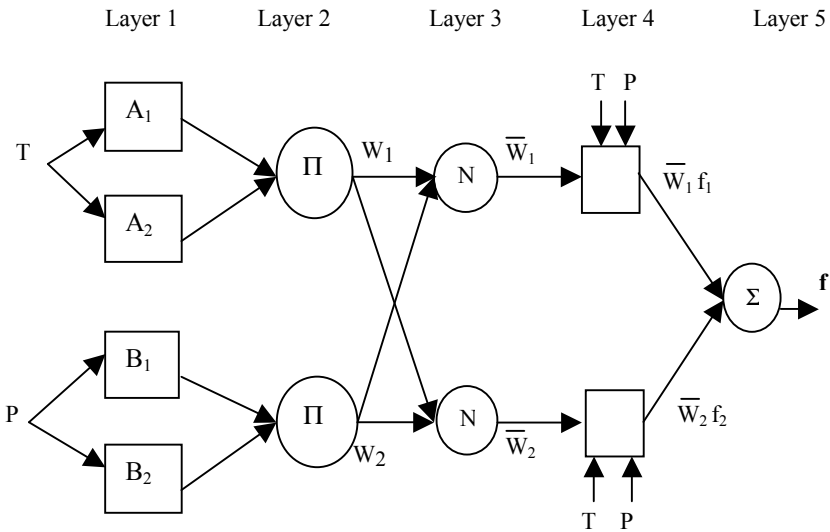 Layer 1 Layer 2 Layer 3 Layer 4 Layer 5
T P
A₁
T
W₁
W̅₁
Π
N
W̅₁ f₁
A₂
f
Σ
B₁
P
Π
N
W̅₂ f₂
W₂
W̅₂
B₂
T P